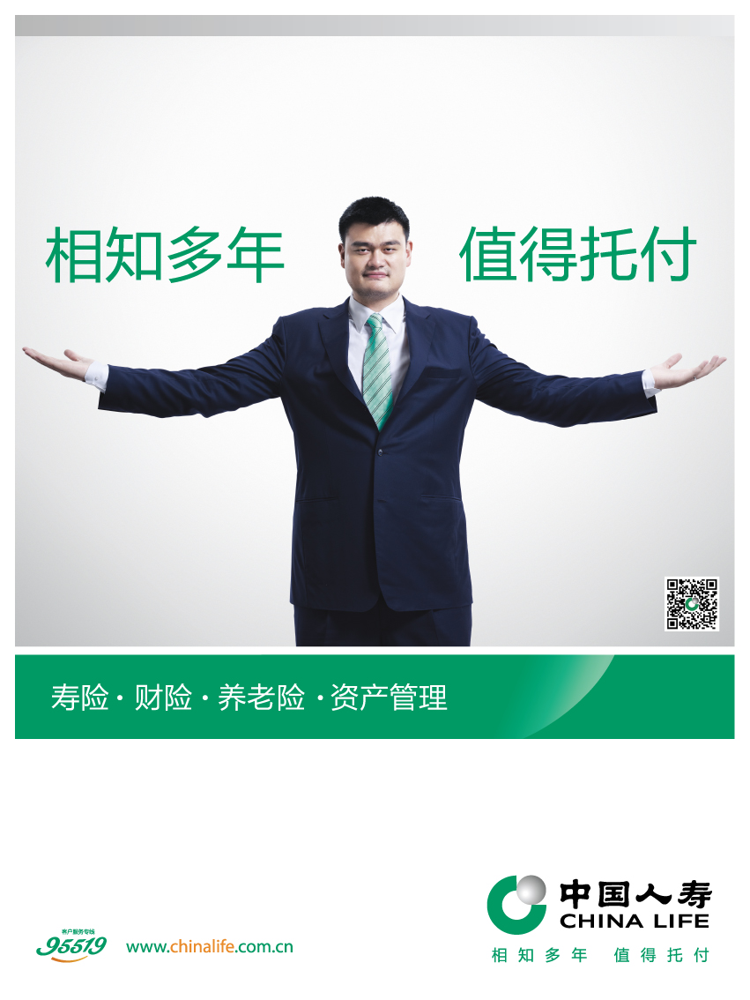 相知多年 值得托付
寿险·财险·养老险·资产管理
中国人寿
CHINA LIFE
相知多年 值得托付
客户服务专线
95519 www.chinalife.com.cn